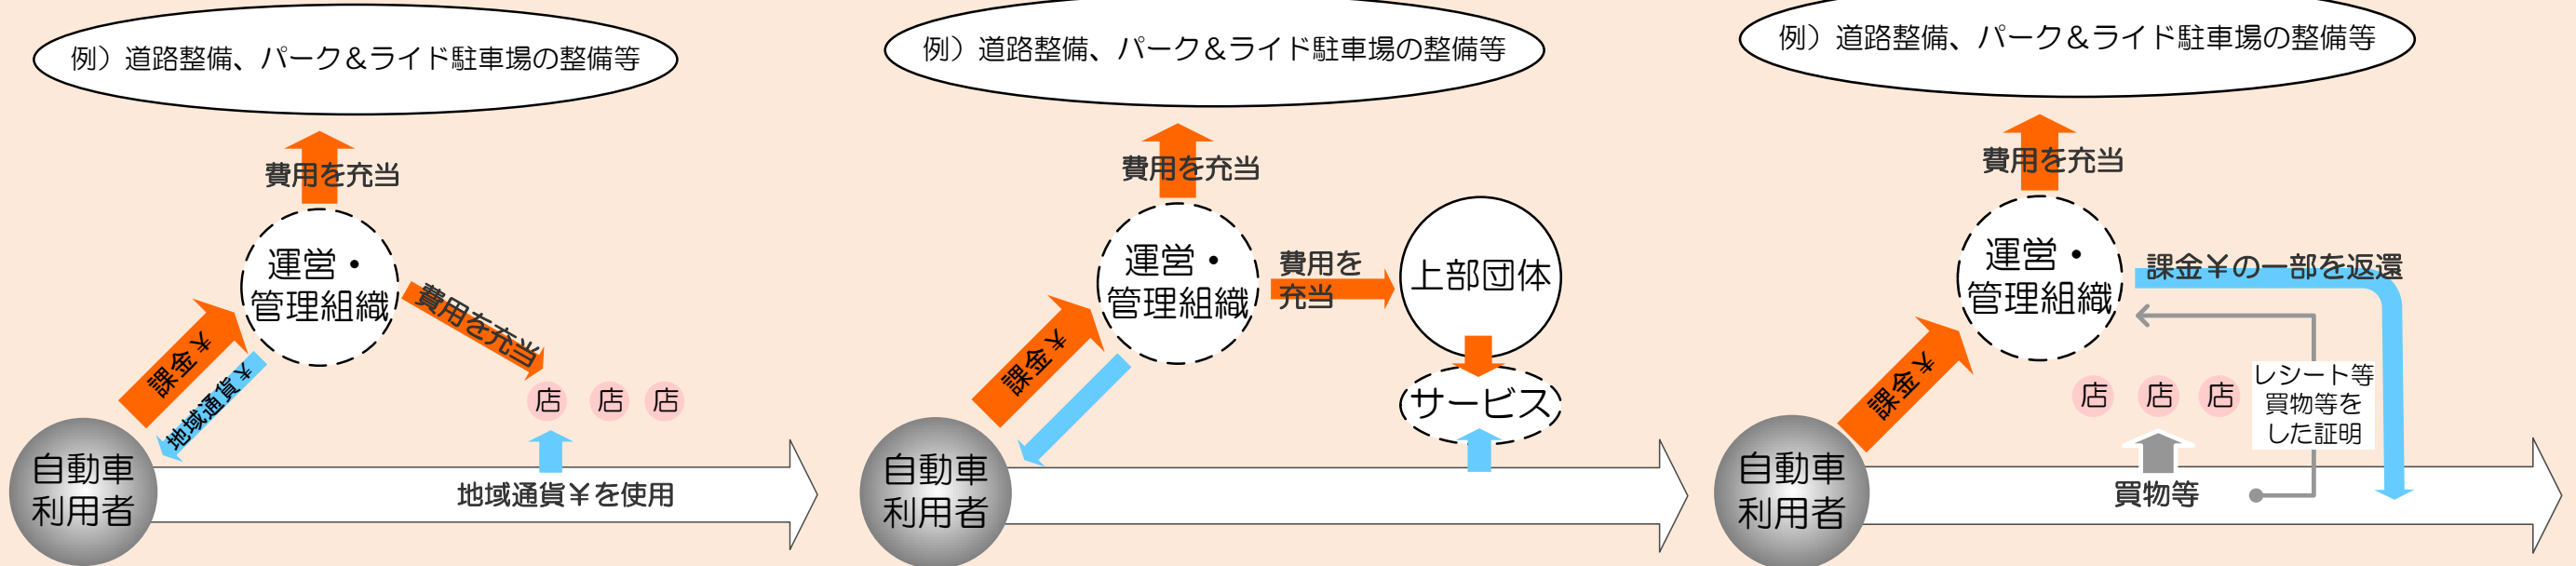 例）道路整備、パーク＆ライド駐車場の整備等
費用を充当
運営・
管理組織
費用を充当
課金¥
地域通貨¥
店 店 店
自動車
利用者
地域通貨¥を使用
例）道路整備、パーク＆ライド駐車場の整備等
費用を充当
運営・
管理組織
費用を
充当
上部団体
課金¥
サービス
自動車
利用者
例）道路整備、パーク＆ライド駐車場の整備等
費用を充当
運営・
管理組織
課金¥の一部を返還
課金¥
店 店 店
レシート等
買物等を
した証明
自動車
利用者
買物等